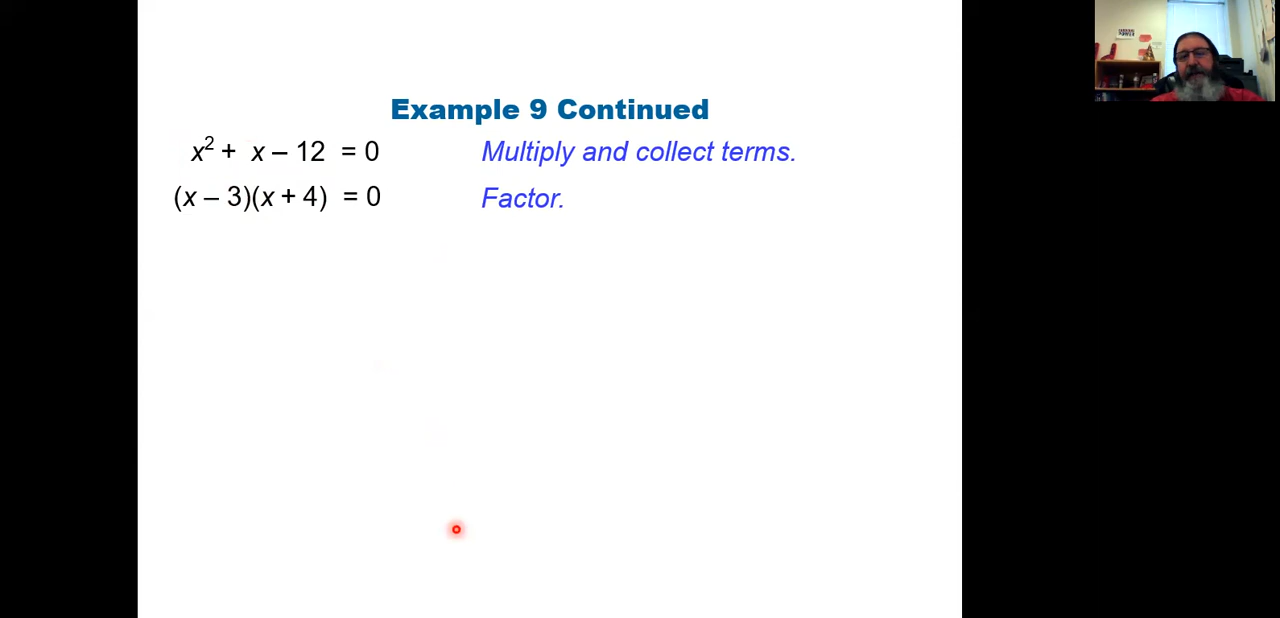 Example 9 Continued
x² + x – 12 = 0 Multiply and collect terms.
(x – 3)(x + 4) = 0 Factor.